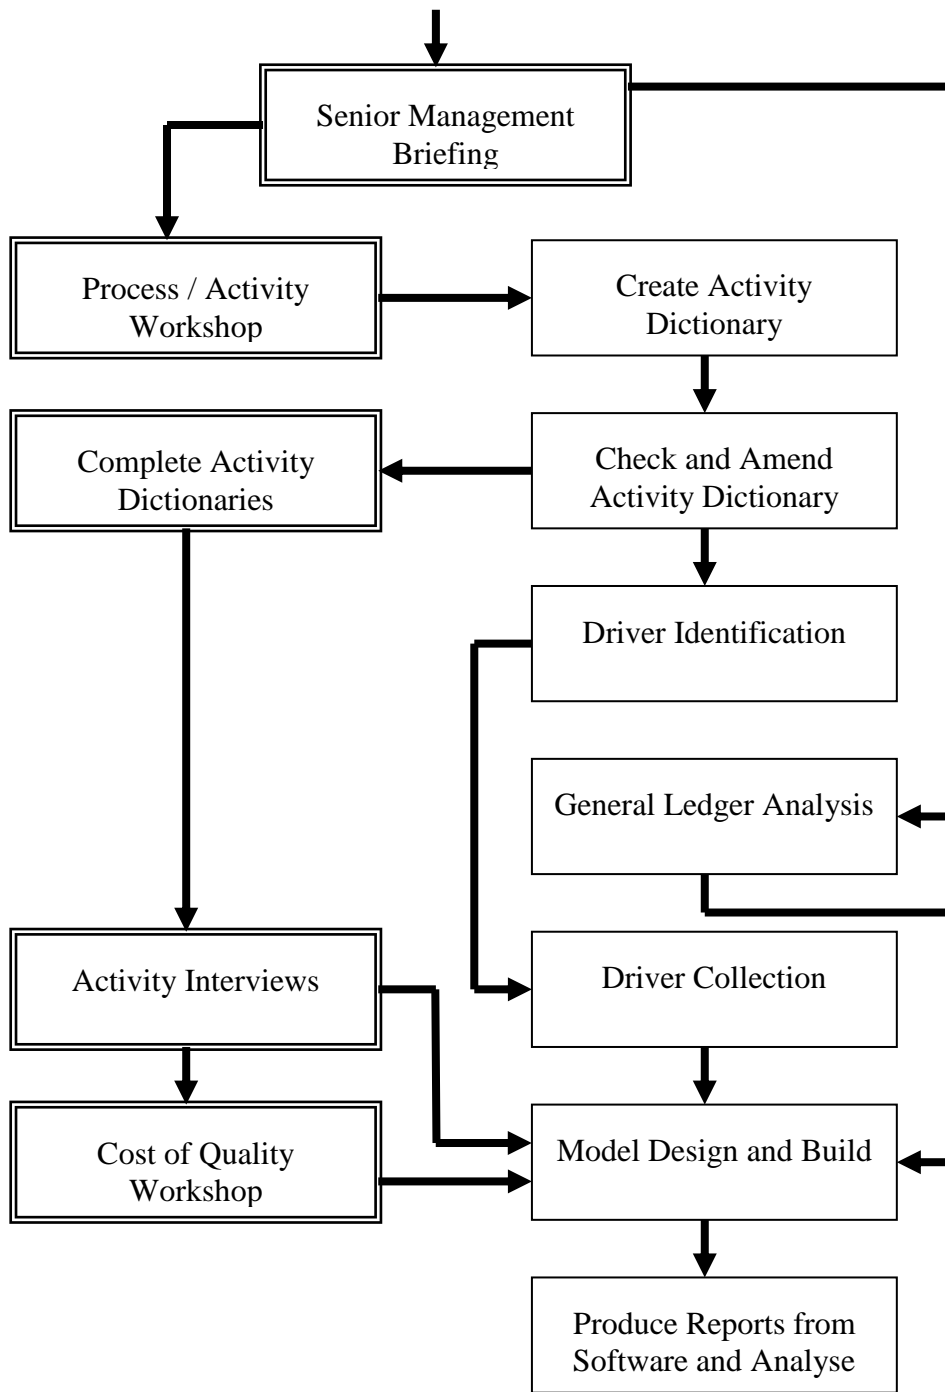 Senior Management
Briefing
Process / Activity
Workshop
Create Activity
Dictionary
Complete Activity
Dictionaries
Check and Amend
Activity Dictionary
Driver Identification
General Ledger Analysis
Activity Interviews
Driver Collection
Cost of Quality
Workshop
Model Design and Build
Produce Reports from
Software and Analyse